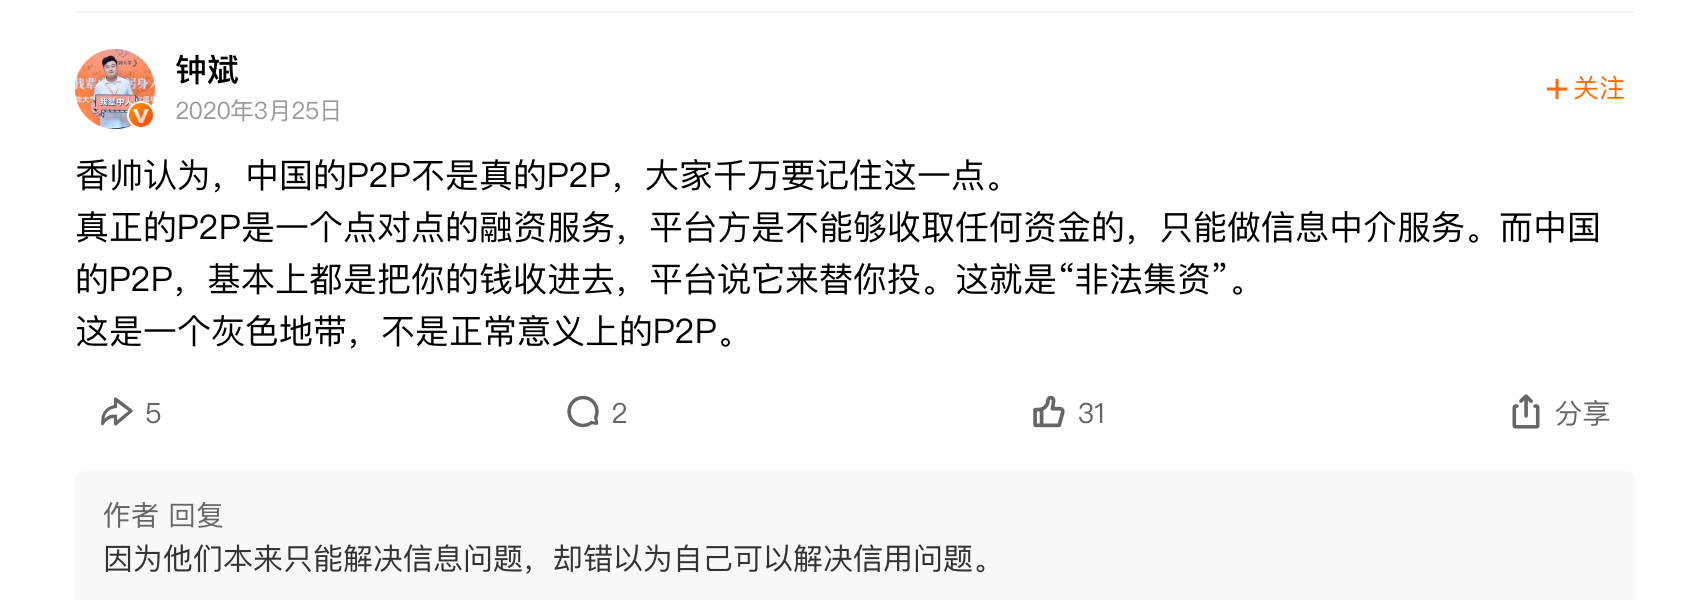 钟斌
2020年3月25日
+ 关注
香帅认为，中国的P2P不是真的P2P，大家千万要记住这一点。
真正的P2P是一个点对点的融资服务，平台方是不能够收取任何资金的，只能做信息中介服务。而中国
的P2P，基本上都是把你的钱收进去，平台说它来替你投。这就是“非法集资”。
这是一个灰色地带，不是正常意义上的P2P。
5
2
31
分享
作者 回复
因为他们本来只能解决信息问题，却错以为自己可以解决信用问题。